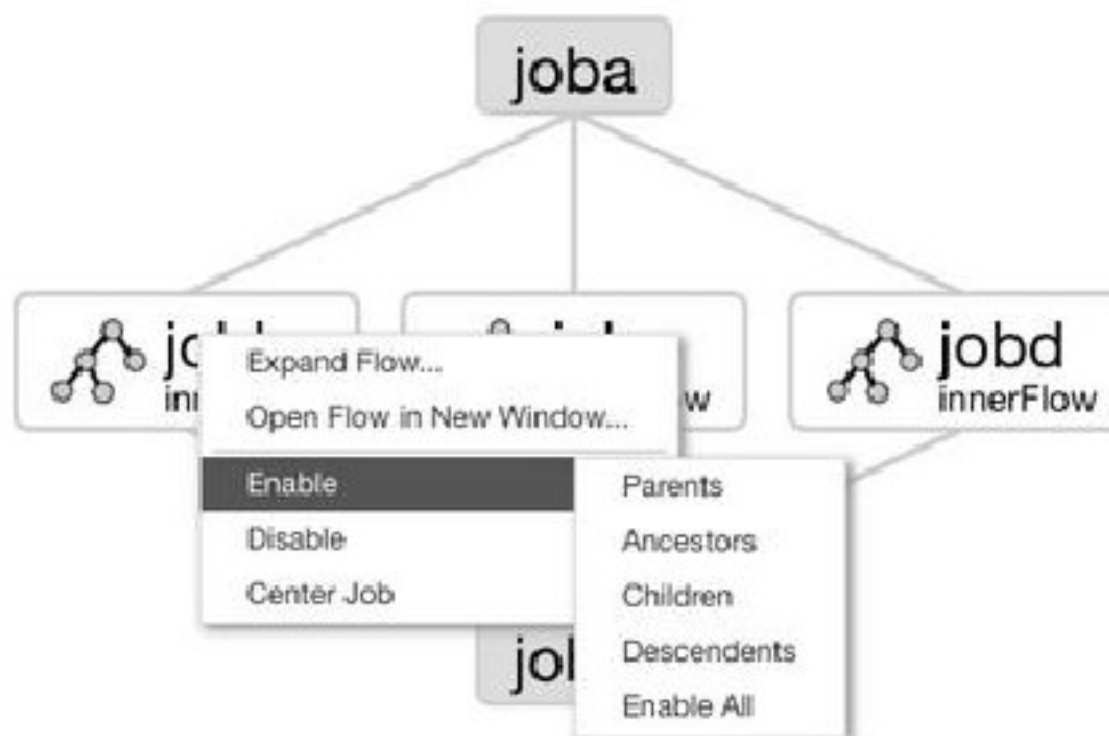 joba
jobd
innerFlow
Expand Flow...
Open Flow in New Window...
Enable
Disable
Center Job
Parents
Ancestors
Children
Descendents
Enable All